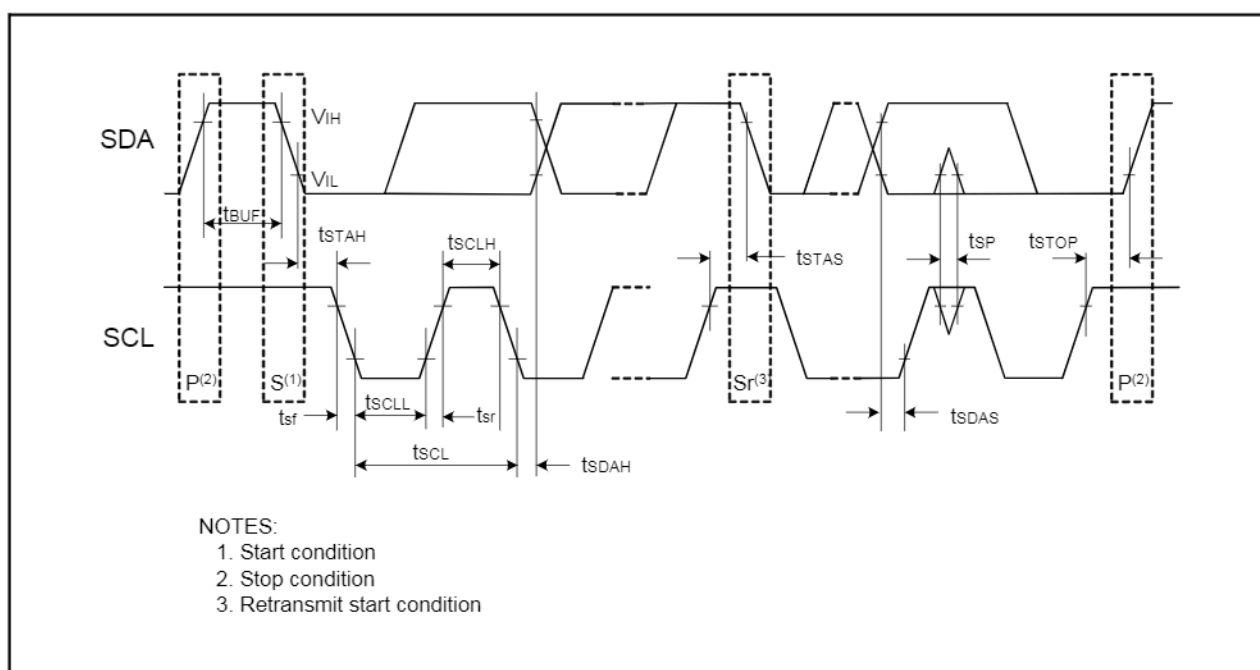 SDA
VIH
VIL
tBUF
tSTAH
tSCLH
tSTAS
tSP
tSTOP
SCL
P(2)
S(1)
Sr(3)
P(2)
tsf
tSCLL
tsr
tSDAS
tSCL
tSDAH
NOTES:
1. Start condition
2. Stop condition
3. Retransmit start condition